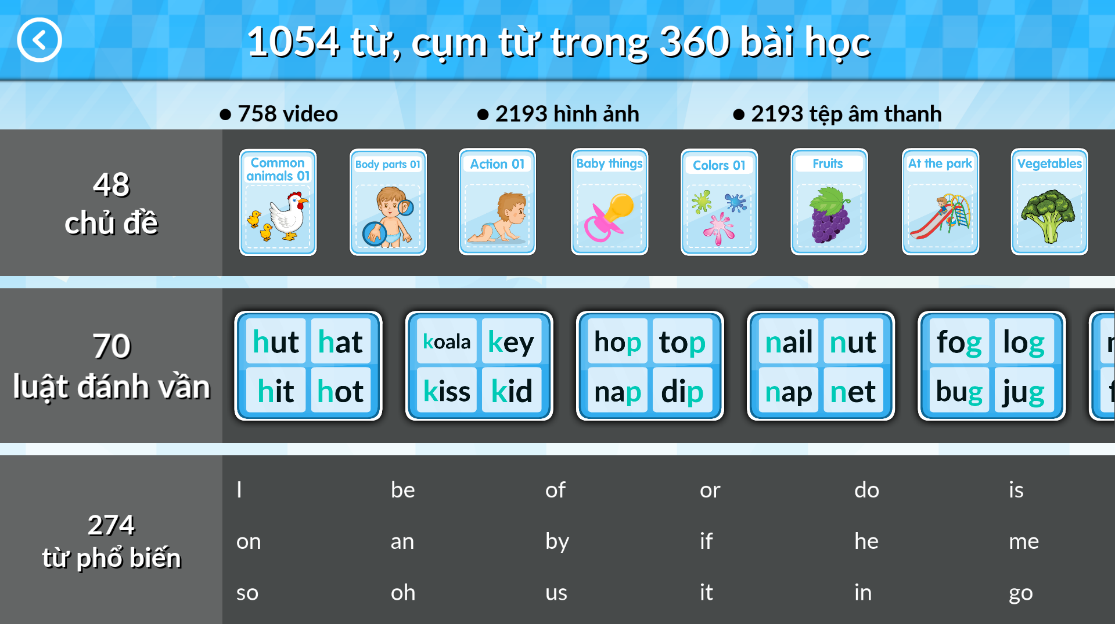 1054 từ, cụm từ trong 360 bài học
• 758 video • 2193 hình ảnh • 2193 tệp âm thanh
48
chủ đề
Common
animals 01
Body parts 01
Action 01
Baby things
Colors 01
Fruits
At the park
Vegetables
70
luật đánh vần
hut hat
hit hot
koala key
kiss kid
hop top
nap dip
nail nut
nap net
fog log
bug jug
274
từ phổ biến
I be of or do is
on an by if he me
so oh us it in go